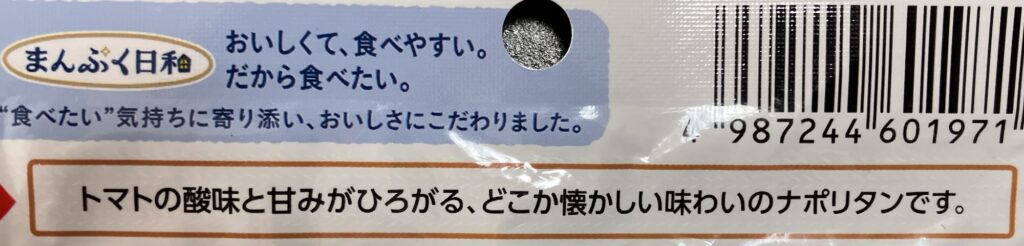 まんぷく日和
おいしくて、食べやすい。
だから食べたい。
“食べたい”気持ちに寄り添い、おいしさにこだわりました。
4 987244 601971
トマトの酸味と甘みがひろがる、どこか懐かしい味わいのナポリタンです。